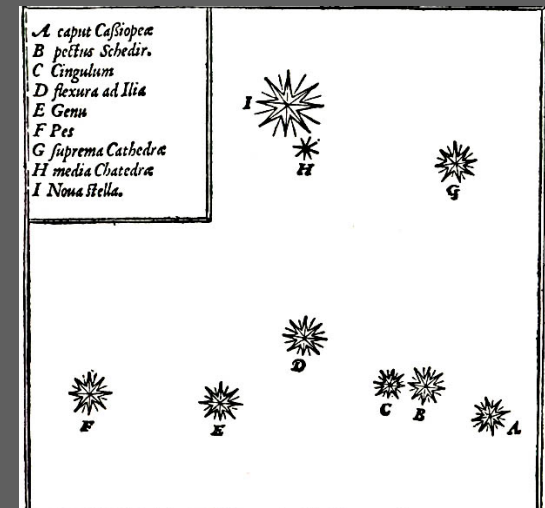 A caput Caßiopeæ
B pectus Schedir.
C Cingulum
D flexura ad Ilia
E Genu
F Pes
G ſuprema Cathedræ
H media Chatedræ
I Noua ſtella.
I
H
G
D
C
B
A
F
E